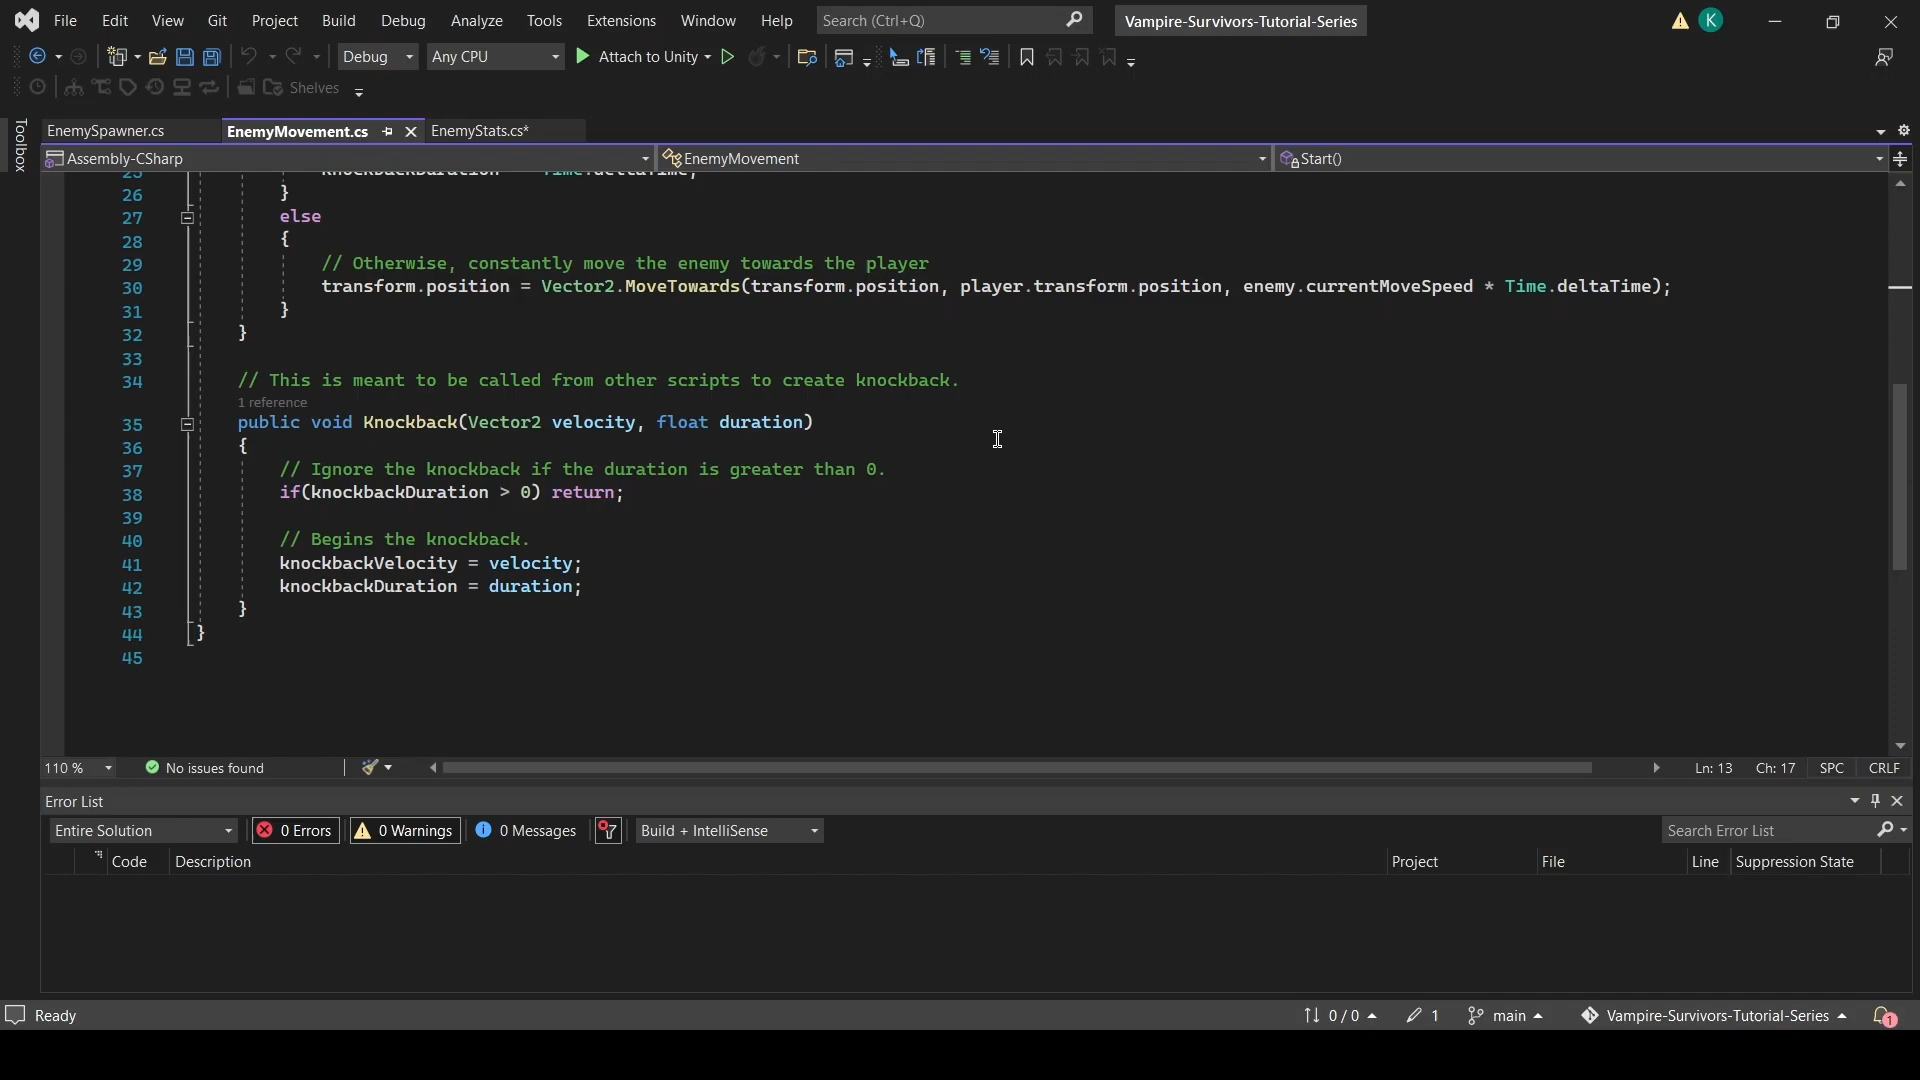 File Edit View Git Project Build Debug Analyze Tools Extensions Window Help Search (Ctrl+Q) Vampire-Survivors-Tutorial-Series K
Debug Any CPU Attach to Unity
Shelves
Toolbox
EnemySpawner.cs EnemyMovement.cs EnemyStats.cs*
Assembly-CSharp EnemyMovement Start()
25 Time.deltaTime;
26 }
27 else
28 {
29 // Otherwise, constantly move the enemy towards the player
30 transform.position = Vector2.MoveTowards(transform.position, player.transform.position, enemy.currentMoveSpeed * Time.deltaTime);
31 }
32 }
33
34 // This is meant to be called from other scripts to create knockback.
1 reference
35 public void Knockback(Vector2 velocity, float duration)
36 {
37 // Ignore the knockback if the duration is greater than 0.
38 if(knockbackDuration > 0) return;
39
40 // Begins the knockback.
41 knockbackVelocity = velocity;
42 knockbackDuration = duration;
43 }
44 }
45
110 % No issues found Ln: 13 Ch: 17 SPC CRLF
Error List
Entire Solution 0 Errors 0 Warnings 0 Messages Build + IntelliSense Search Error List
Code Description Project File Line Suppression State
Ready 0 / 0 1 main Vampire-Survivors-Tutorial-Series 1